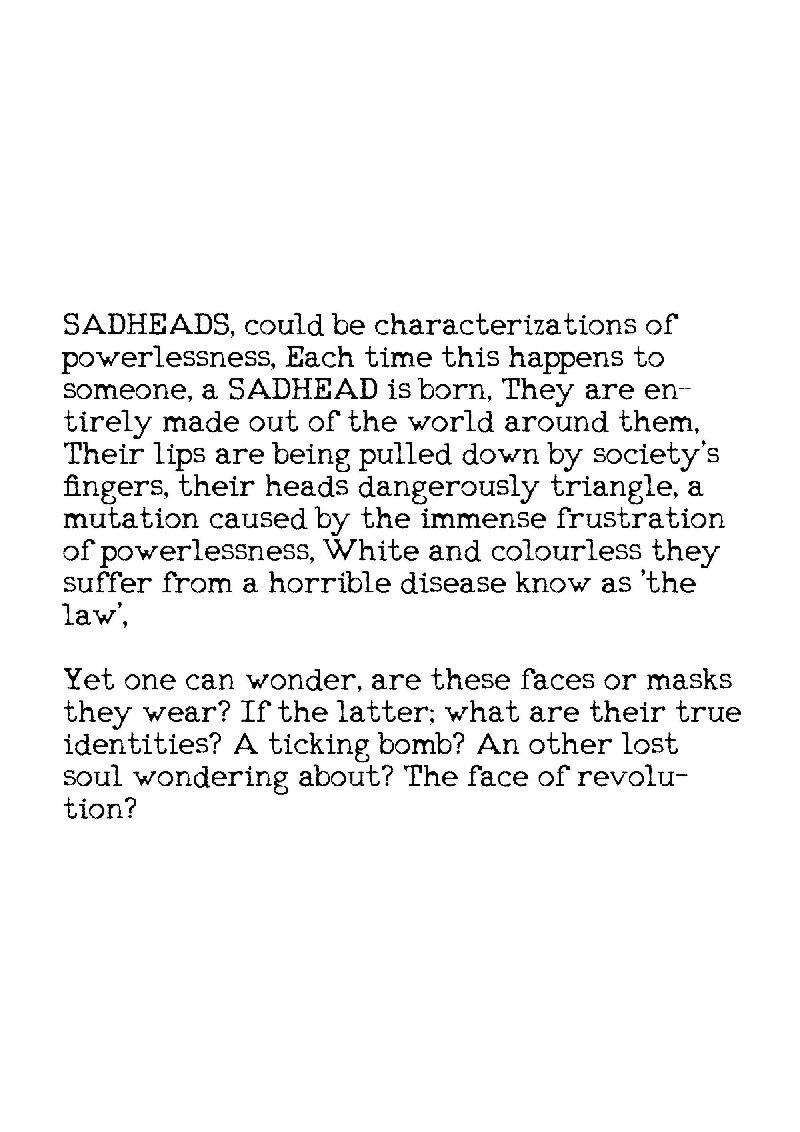 SADHEADS, could be characterizations of
powerlessness, Each time this happens to
someone, a SADHEAD is born, They are en-
tirely made out of the world around them,
Their lips are being pulled down by society's
fingers, their heads dangerously triangle, a
mutation caused by the immense frustration
of powerlessness, White and colourless they
suffer from a horrible disease know as 'the
law',

Yet one can wonder, are these faces or masks
they wear? If the latter; what are their true
identities? A ticking bomb? An other lost
soul wondering about? The face of revolu-
tion?